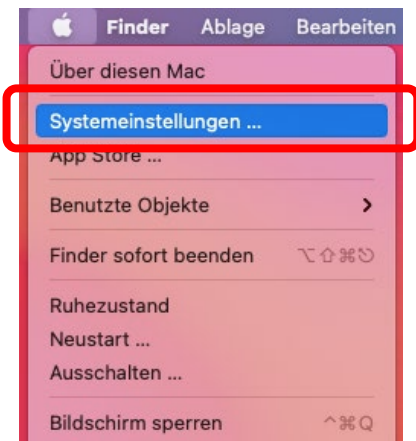 Finder Ablage Bearbeiten
Über diesen Mac
Systemeinstellungen ...
App Store ...
Benutzte Objekte
Finder sofort beenden ⌥⇧⌘⎋
Ruhezustand
Neustart ...
Ausschalten ...
Bildschirm sperren ^⌘Q